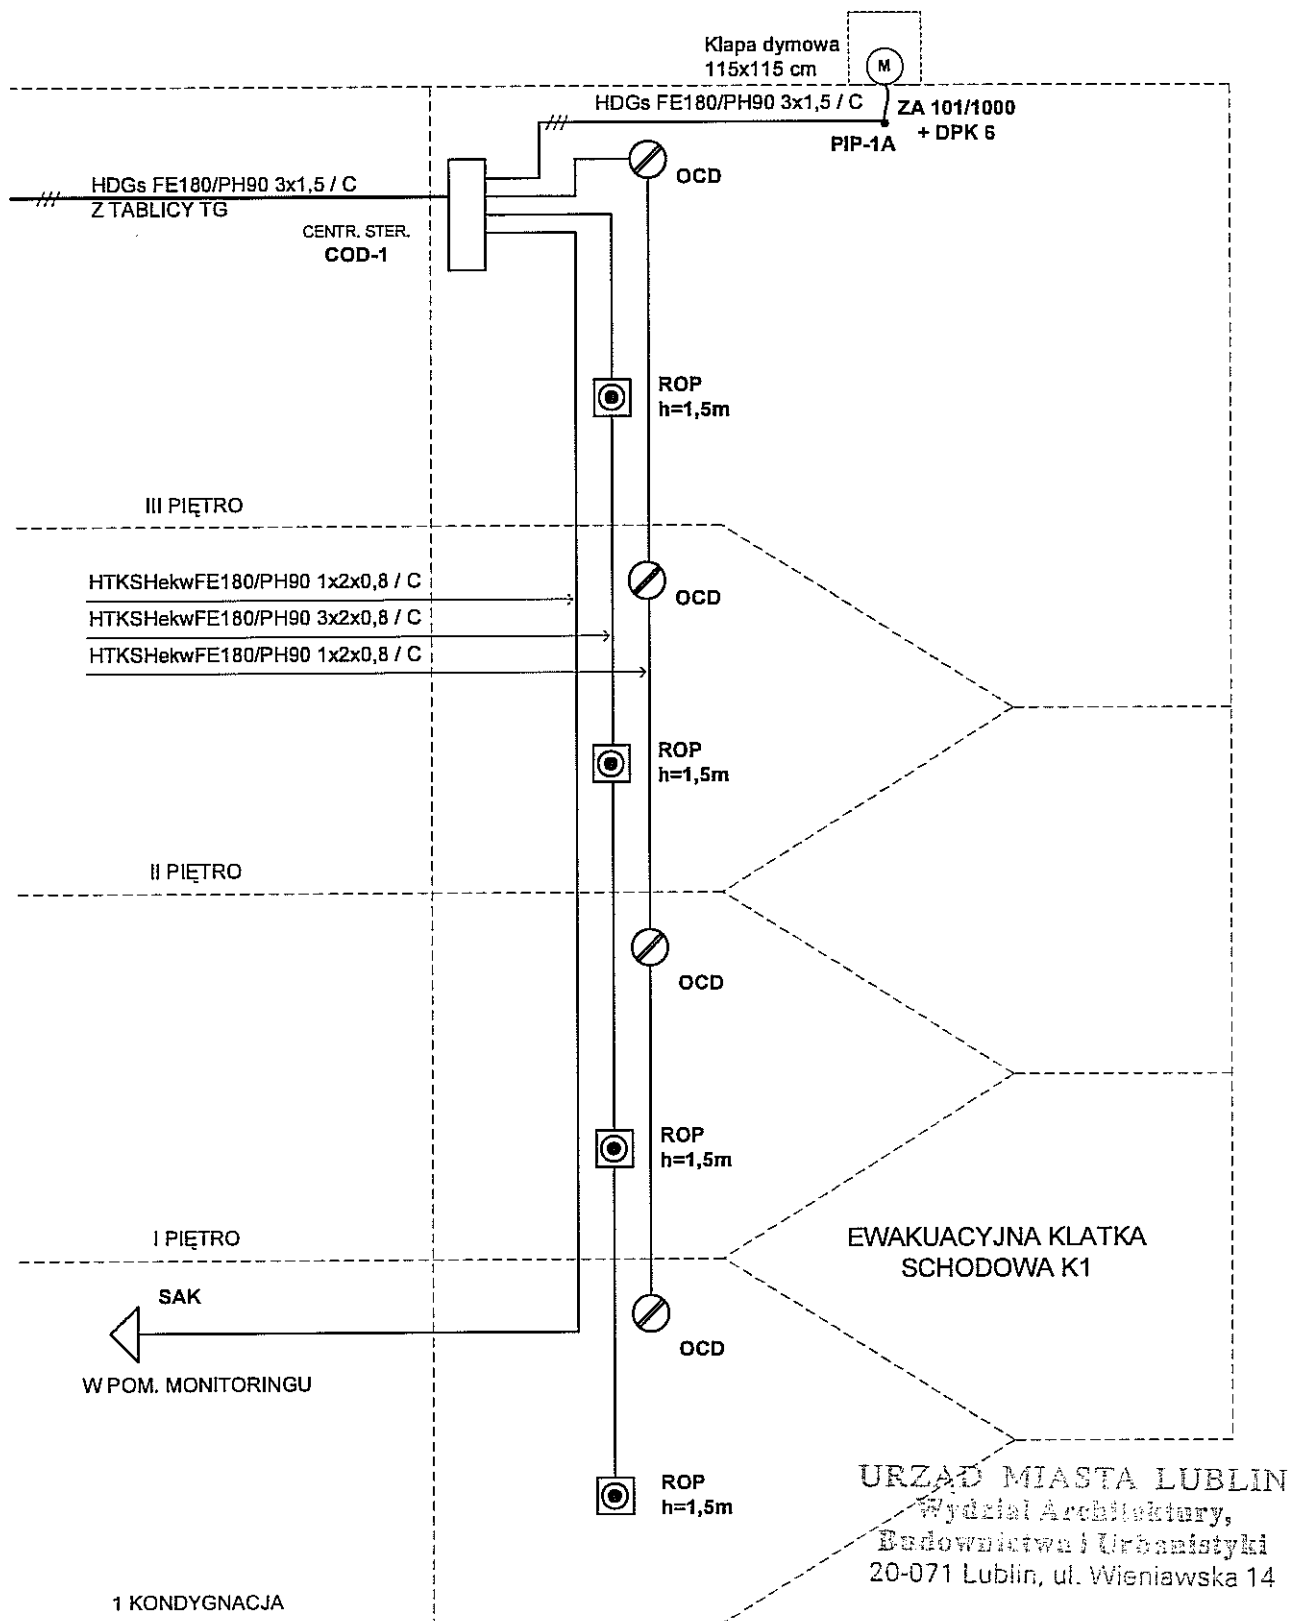 Klapa dymowa
115x115 cm
M
HDGs FE180/PH90 3x1,5 / C
ZA 101/1000
+ DPK 6
PIP-1A
OCD
HDGs FE180/PH90 3x1,5 / C
Z TABLICY TG
CENTR. STER.
COD-1
ROP
h=1,5m
III PIĘTRO
HTKSHekwFE180/PH90 1x2x0,8 / C
OCD
HTKSHekwFE180/PH90 3x2x0,8 / C
HTKSHekwFE180/PH90 1x2x0,8 / C
ROP
h=1,5m
II PIĘTRO
OCD
ROP
h=1,5m
I PIĘTRO
EWAKUACYJNA KLATKA
SCHODOWA K1
SAK
OCD
W POM. MONITORINGU
ROP
h=1,5m
URZĄD MIASTA LUBLIN
Wydział Architektury,
Budownictwa i Urbanistyki
20-071 Lublin, ul. Wieniawska 14
1 KONDYGNACJA